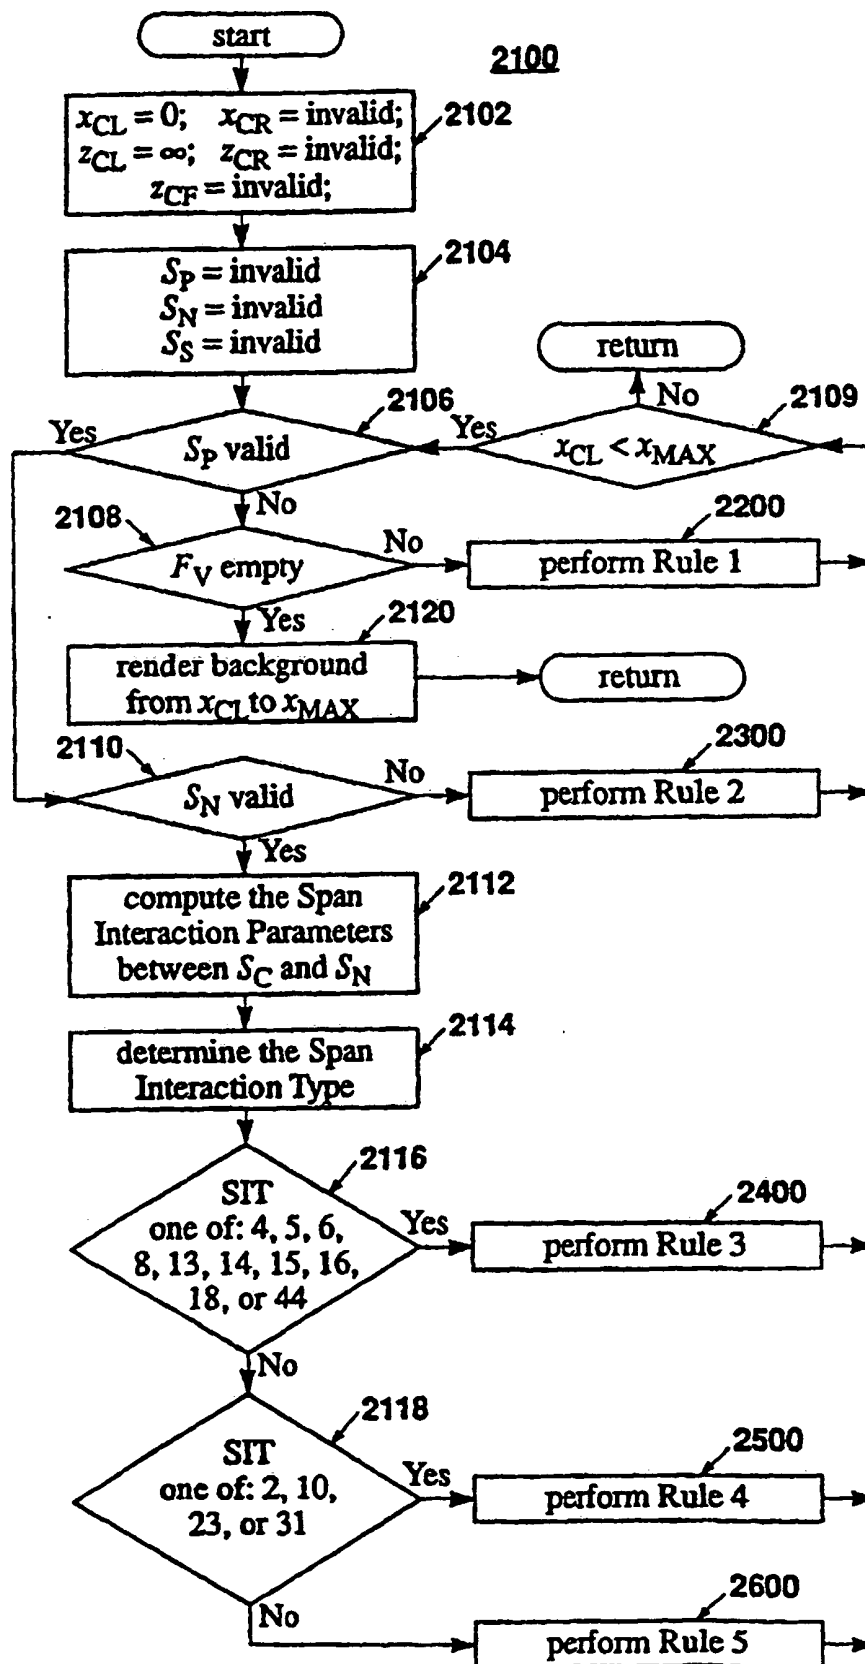 start
2100
x_CL = 0; x_CR = invalid;
z_CL = ∞; z_CR = invalid;
z_CF = invalid;
2102
S_P = invalid
S_N = invalid
S_S = invalid
2104
return
No
2109
x_CL < x_MAX
Yes
2106
Yes
S_P valid
No
2108
F_V empty
No
2200
perform Rule 1
Yes
2120
render background
from x_CL to x_MAX
return
2110
S_N valid
No
2300
perform Rule 2
Yes
compute the Span
Interaction Parameters
between S_C and S_N
2112
determine the Span
Interaction Type
2114
2116
SIT
one of: 4, 5, 6,
8, 13, 14, 15, 16,
18, or 44
Yes
2400
perform Rule 3
No
2118
SIT
one of: 2, 10,
23, or 31
Yes
2500
perform Rule 4
No
2600
perform Rule 5